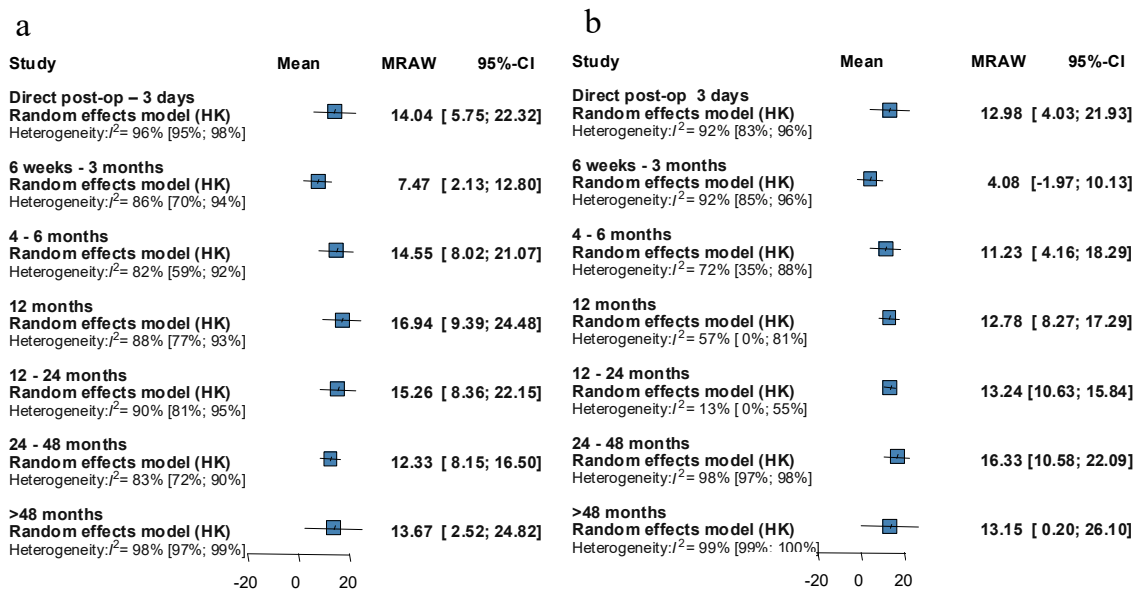 a
Study Mean MRAW 95%-CI
Direct post-op – 3 days
Random effects model (HK) 14.04 [ 5.75; 22.32]
Heterogeneity: I² = 96% [95%; 98%]
6 weeks - 3 months
Random effects model (HK) 7.47 [ 2.13; 12.80]
Heterogeneity: I² = 86% [70%; 94%]
4 - 6 months
Random effects model (HK) 14.55 [ 8.02; 21.07]
Heterogeneity: I² = 82% [59%; 92%]
12 months
Random effects model (HK) 16.94 [ 9.39; 24.48]
Heterogeneity: I² = 88% [77%; 93%]
12 - 24 months
Random effects model (HK) 15.26 [ 8.36; 22.15]
Heterogeneity: I² = 90% [81%; 95%]
24 - 48 months
Random effects model (HK) 12.33 [ 8.15; 16.50]
Heterogeneity: I² = 83% [72%; 90%]
>48 months
Random effects model (HK) 13.67 [ 2.52; 24.82]
Heterogeneity: I² = 98% [97%; 99%]
-20 0 20
b
Study Mean MRAW 95%-CI
Direct post-op 3 days
Random effects model (HK) 12.98 [ 4.03; 21.93]
Heterogeneity: I² = 92% [83%; 96%]
6 weeks - 3 months
Random effects model (HK) 4.08 [-1.97; 10.13]
Heterogeneity: I² = 92% [85%; 96%]
4 - 6 months
Random effects model (HK) 11.23 [ 4.16; 18.29]
Heterogeneity: I² = 72% [35%; 88%]
12 months
Random effects model (HK) 12.78 [ 8.27; 17.29]
Heterogeneity: I² = 57% [ 0%; 81%]
12 - 24 months
Random effects model (HK) 13.24 [10.63; 15.84]
Heterogeneity: I² = 13% [ 0%; 55%]
24 - 48 months
Random effects model (HK) 16.33 [10.58; 22.09]
Heterogeneity: I² = 98% [97%; 98%]
>48 months
Random effects model (HK) 13.15 [ 0.20; 26.10]
Heterogeneity: I² = 99% [99%; 100%]
-20 0 20